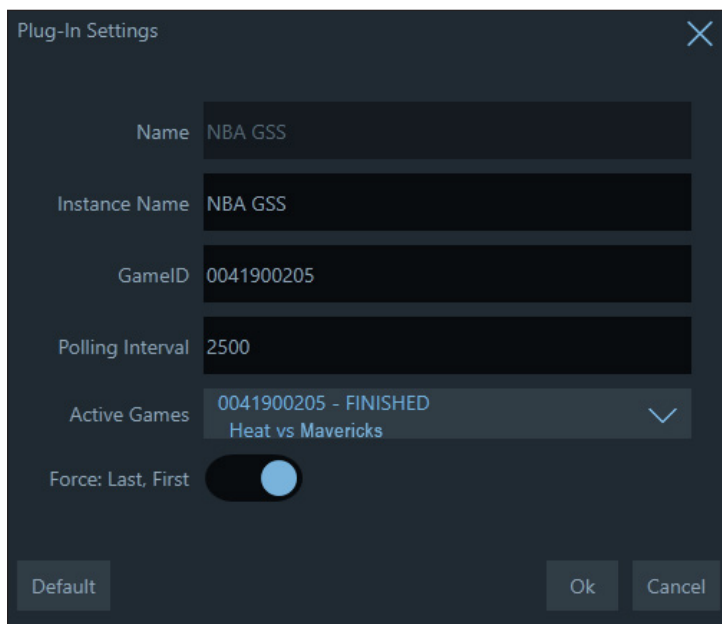 Plug-In Settings
Name NBA GSS
Instance Name NBA GSS
GameID 0041900205
Polling Interval 2500
Active Games 0041900205 - FINISHED
Heat vs Mavericks
Force: Last, First
Default Ok Cancel